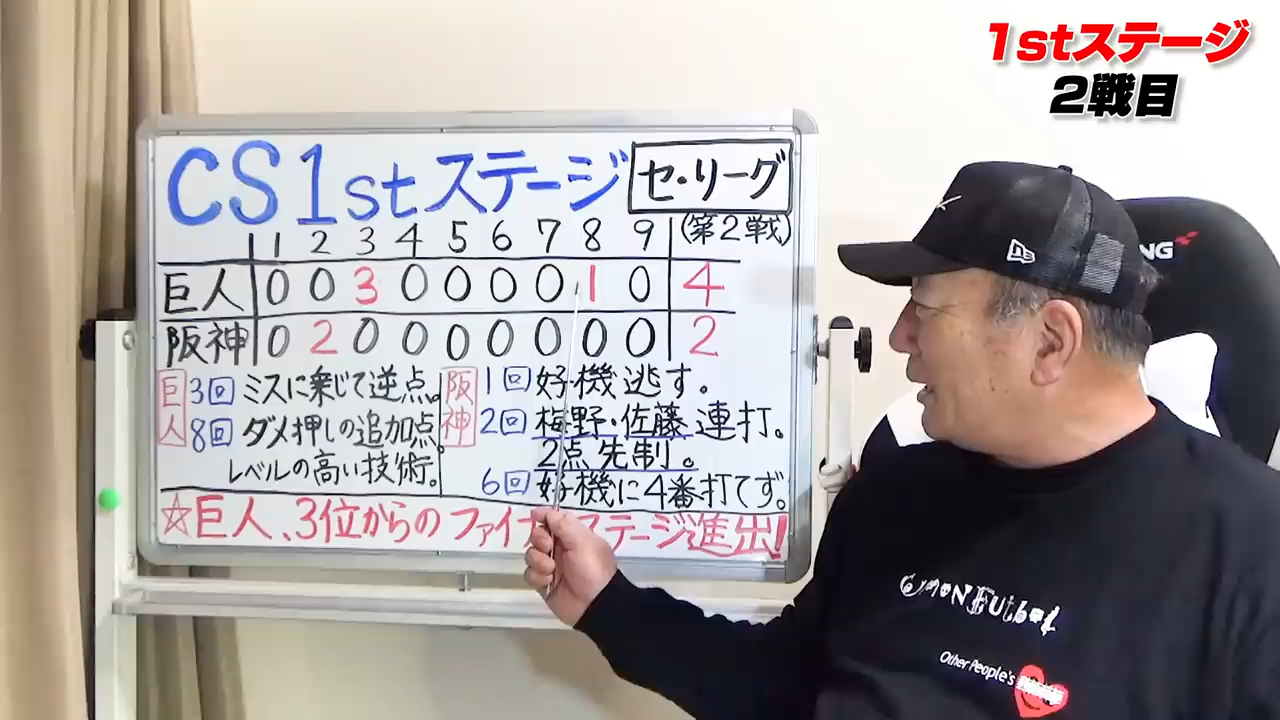 1stステージ
2戦目
CS1stステージ セ・リーグ
(第2戦)
1 2 3 4 5 6 7 8 9
巨人 0 0 3 0 0 0 0 1 0 4
阪神 0 2 0 0 0 0 0 0 0 2
巨人
3回 ミスに乗じて逆点。
8回 ダメ押しの追加点。
レベルの高い技術。
阪神
1回 好機逃す。
2回 梅野・佐藤連打。
2点先制。
6回 好機に4番打てず。
☆巨人、3位からのファイナルステージ進出!
NG
Other People's